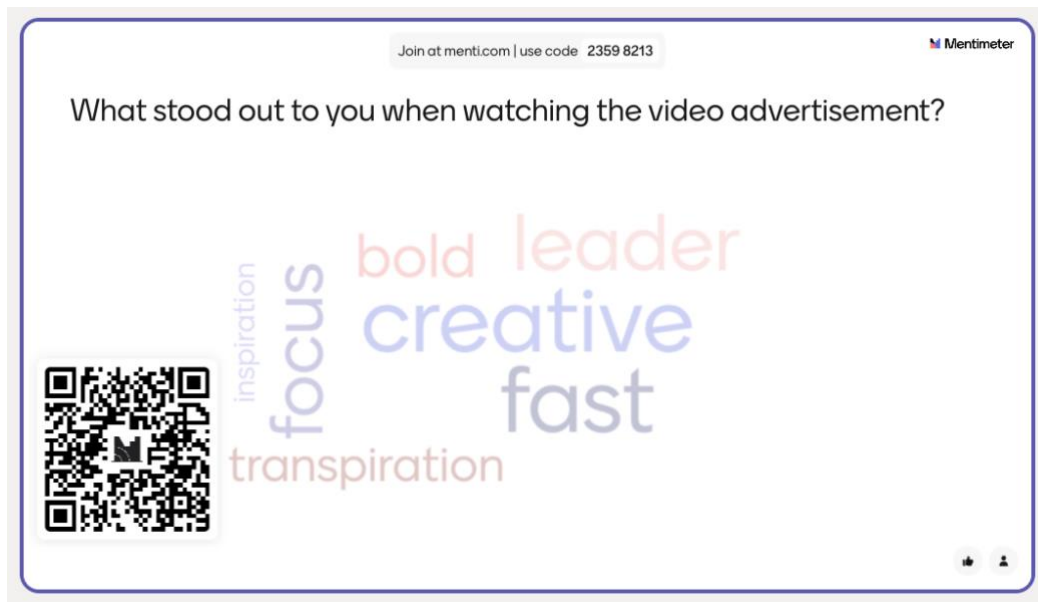 Join at menti.com | use code 2359 8213
Mentimeter
What stood out to you when watching the video advertisement?
leader
bold
inspiration
focus
creative
fast
transpiration